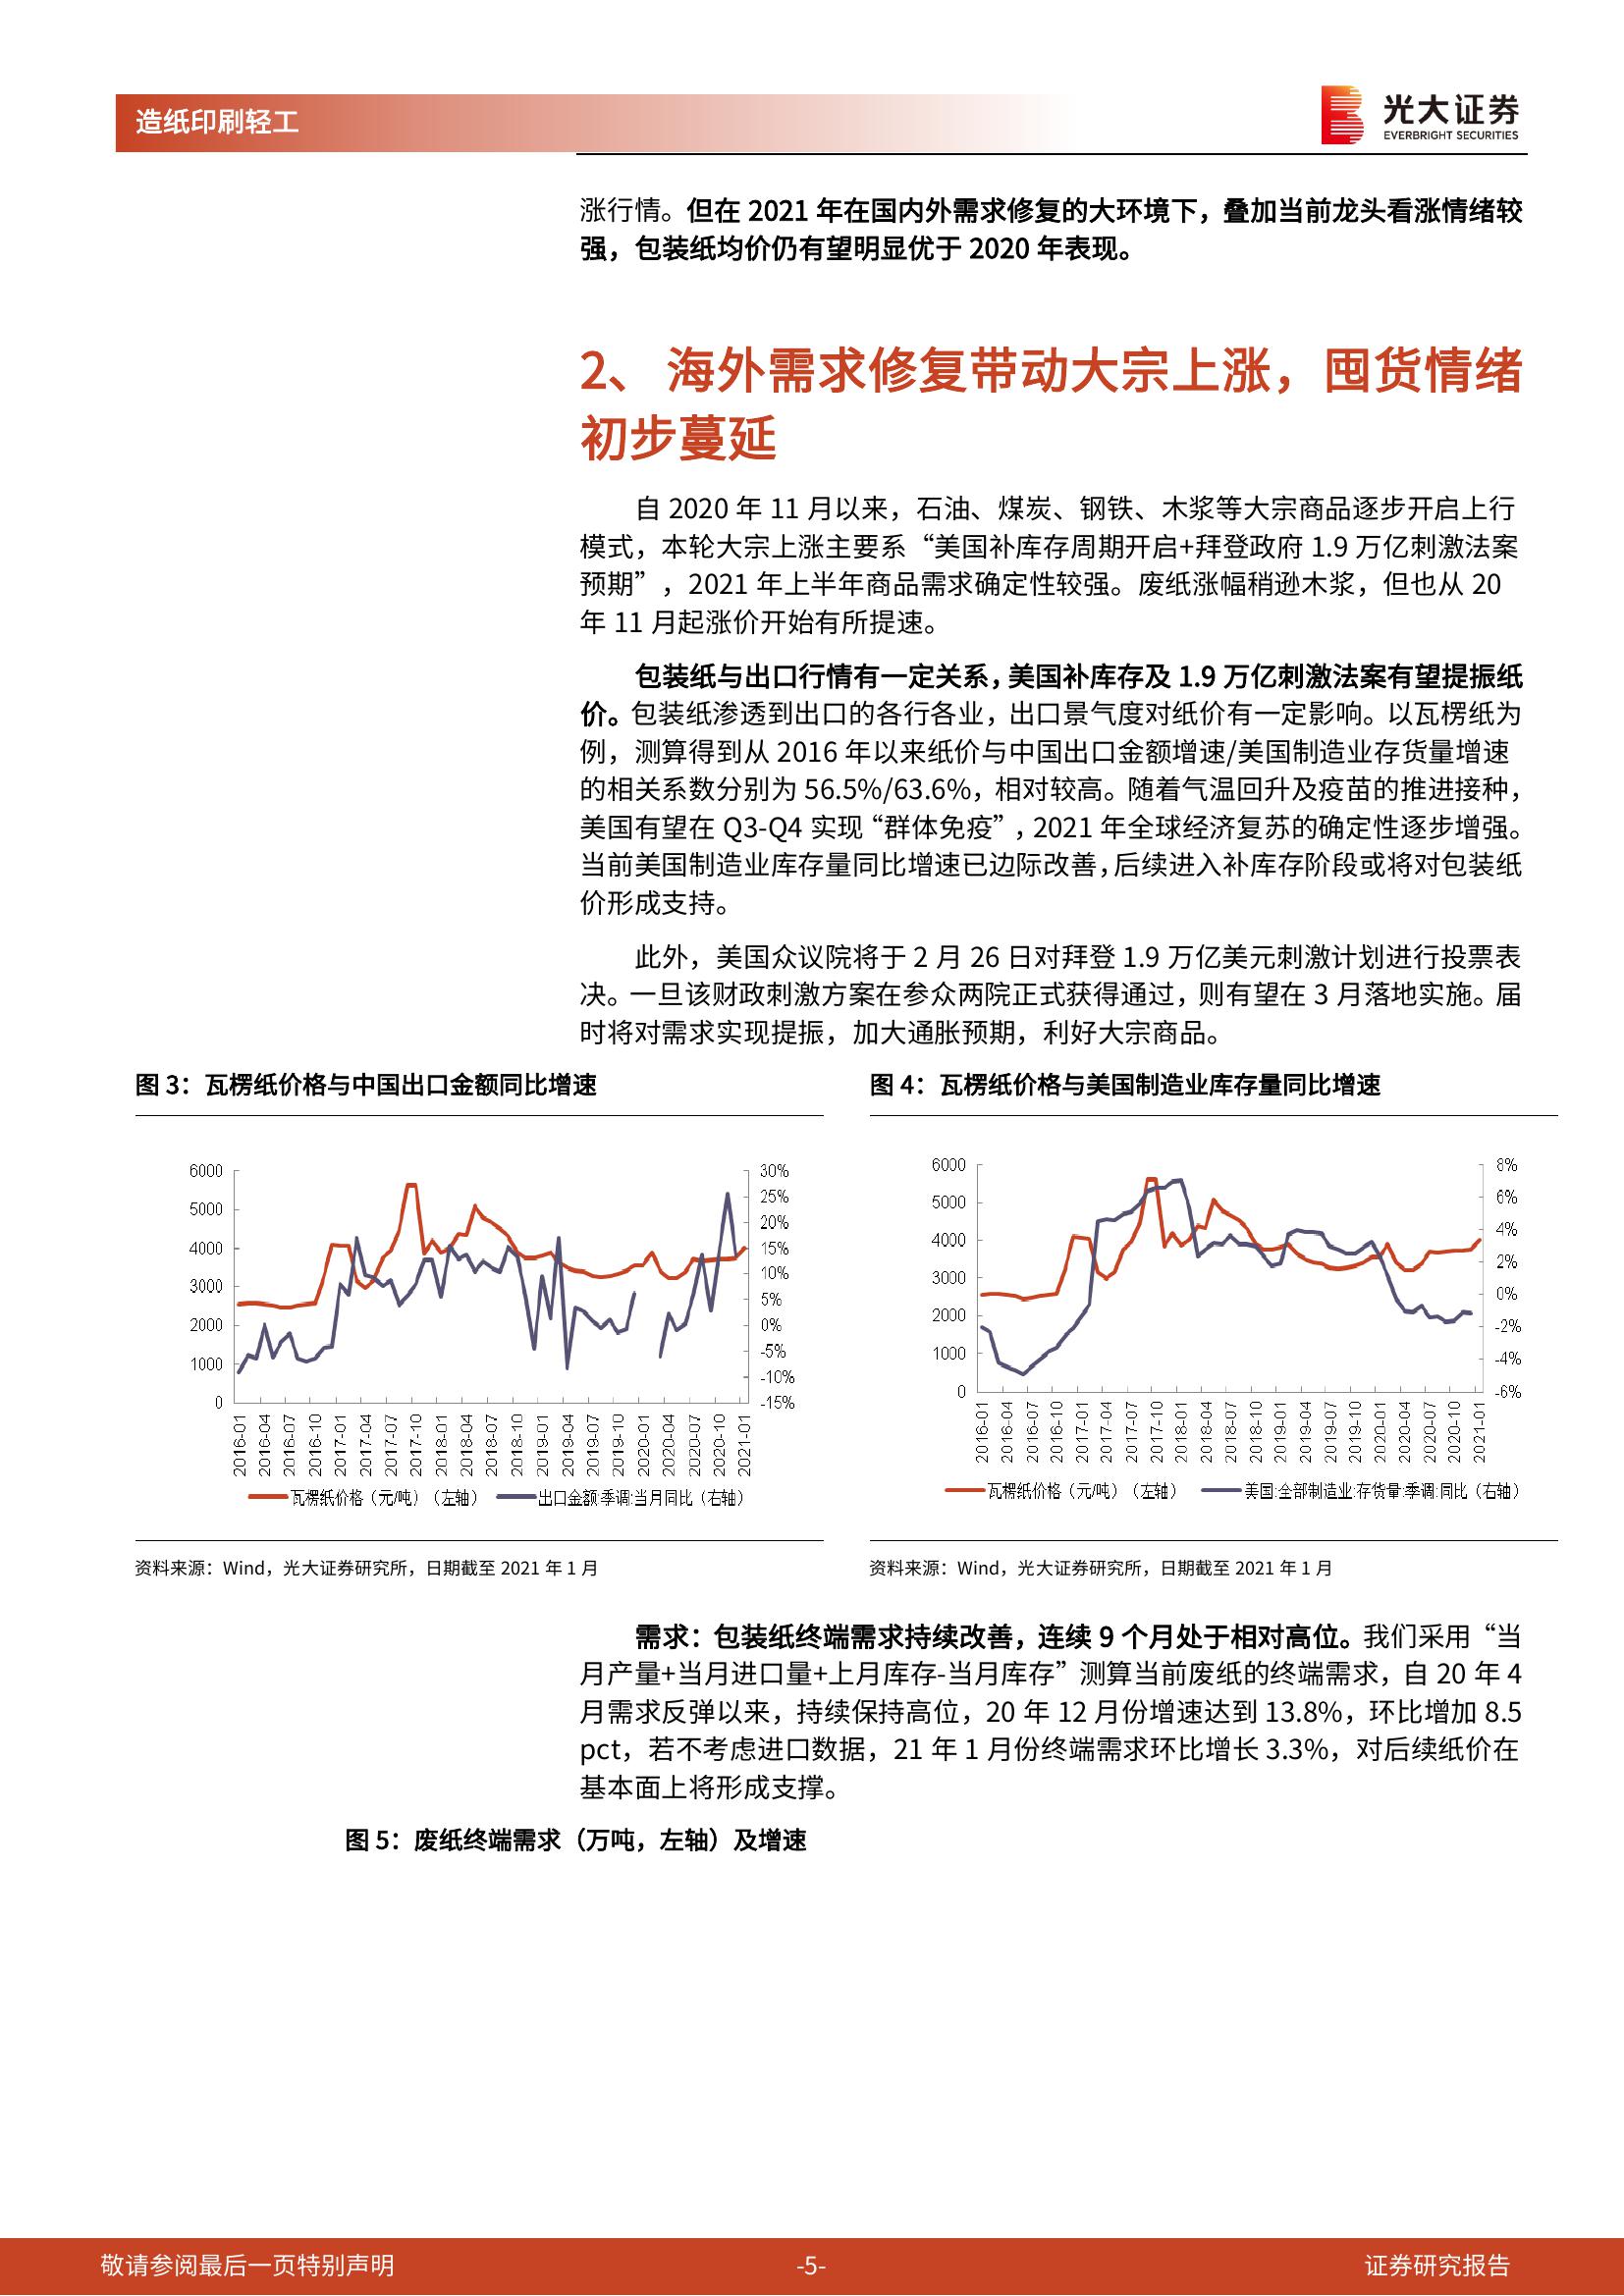 造纸印刷轻工
光大证券
EVERBRIGHT SECURITIES
涨行情。但在 2021 年在国内外需求修复的大环境下，叠加当前龙头看涨情绪较
强，包装纸均价仍有望明显优于 2020 年表现。
2、 海外需求修复带动大宗上涨，囤货情绪
初步蔓延
自 2020 年 11 月以来，石油、煤炭、钢铁、木浆等大宗商品逐步开启上行
模式，本轮大宗上涨主要系“美国补库存周期开启+拜登政府 1.9 万亿刺激法案
预期”，2021 年上半年商品需求确定性较强。废纸涨幅稍逊木浆，但也从 20
年 11 月起涨价开始有所提速。
包装纸与出口行情有一定关系，美国补库存及 1.9 万亿刺激法案有望提振纸
价。包装纸渗透到出口的各行各业，出口景气度对纸价有一定影响。以瓦楞纸为
例，测算得到从 2016 年以来纸价与中国出口金额增速/美国制造业存货量增速
的相关系数分别为 56.5%/63.6%，相对较高。随着气温回升及疫苗的推进接种，
美国有望在 Q3-Q4 实现“群体免疫”，2021 年全球经济复苏的确定性逐步增强。
当前美国制造业库存量同比增速已边际改善，后续进入补库存阶段或将对包装纸
价形成支持。
此外，美国众议院将于 2 月 26 日对拜登 1.9 万亿美元刺激计划进行投票表
决。一旦该财政刺激方案在参众两院正式获得通过，则有望在 3 月落地实施。届
时将对需求实现提振，加大通胀预期，利好大宗商品。
图 3：瓦楞纸价格与中国出口金额同比增速
6000
5000
4000
3000
2000
1000
0
30%
25%
20%
15%
10%
5%
0%
-5%
-10%
-15%
2016-01
2016-04
2016-07
2016-10
2017-01
2017-04
2017-07
2017-10
2018-01
2018-04
2018-07
2018-10
2019-01
2019-04
2019-07
2019-10
2020-01
2020-04
2020-07
2020-10
2021-01
瓦楞纸价格（元/吨）（左轴）
出口金额:季调:当月同比（右轴）
资料来源：Wind，光大证券研究所，日期截至 2021 年 1 月
图 4：瓦楞纸价格与美国制造业库存量同比增速
6000
5000
4000
3000
2000
1000
0
8%
6%
4%
2%
0%
-2%
-4%
-6%
2016-01
2016-04
2016-07
2016-10
2017-01
2017-04
2017-07
2017-10
2018-01
2018-04
2018-07
2018-10
2019-01
2019-04
2019-07
2019-10
2020-01
2020-04
2020-07
2020-10
2021-01
瓦楞纸价格（元/吨）（左轴）
美国:全部制造业:存货量:季调:同比（右轴）
资料来源：Wind，光大证券研究所，日期截至 2021 年 1 月
需求：包装纸终端需求持续改善，连续 9 个月处于相对高位。我们采用“当
月产量+当月进口量+上月库存-当月库存”测算当前废纸的终端需求，自 20 年 4
月需求反弹以来，持续保持高位，20 年 12 月份增速达到 13.8%，环比增加 8.5
pct，若不考虑进口数据，21 年 1 月份终端需求环比增长 3.3%，对后续纸价在
基本面上将形成支撑。
图 5：废纸终端需求（万吨，左轴）及增速
敬请参阅最后一页特别声明
-5-
证券研究报告